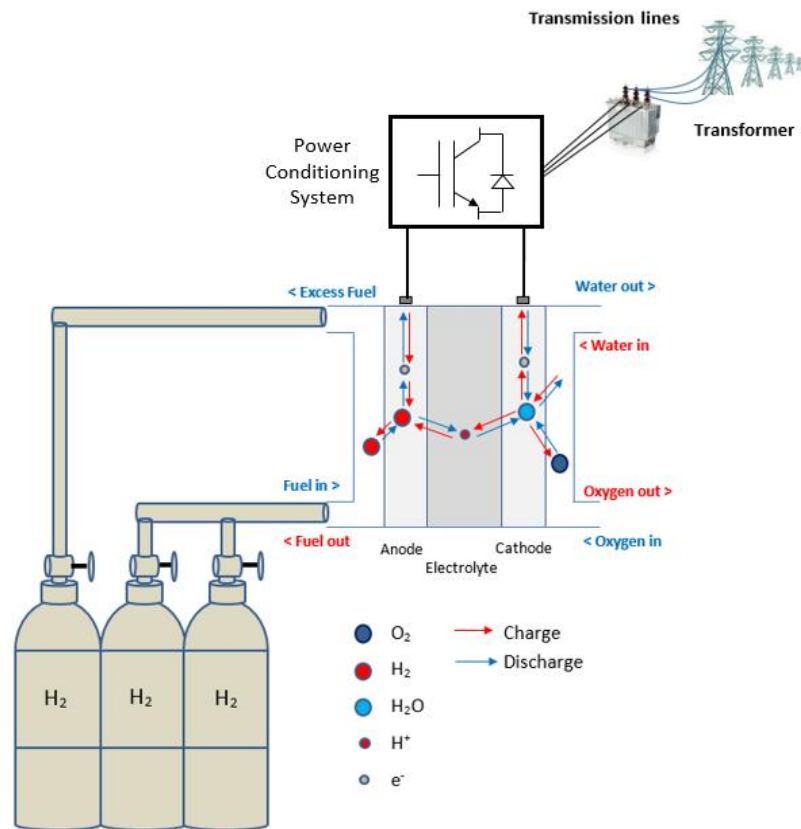 Transmission lines
Transformer
Power
Conditioning
System
< Excess Fuel
Water out >
< Water in
Fuel in >
Oxygen out >
< Fuel out
Anode
Cathode
< Oxygen in
Electrolyte
H₂
H₂
H₂
O₂
Charge
H₂
Discharge
H₂O
H⁺
e⁻